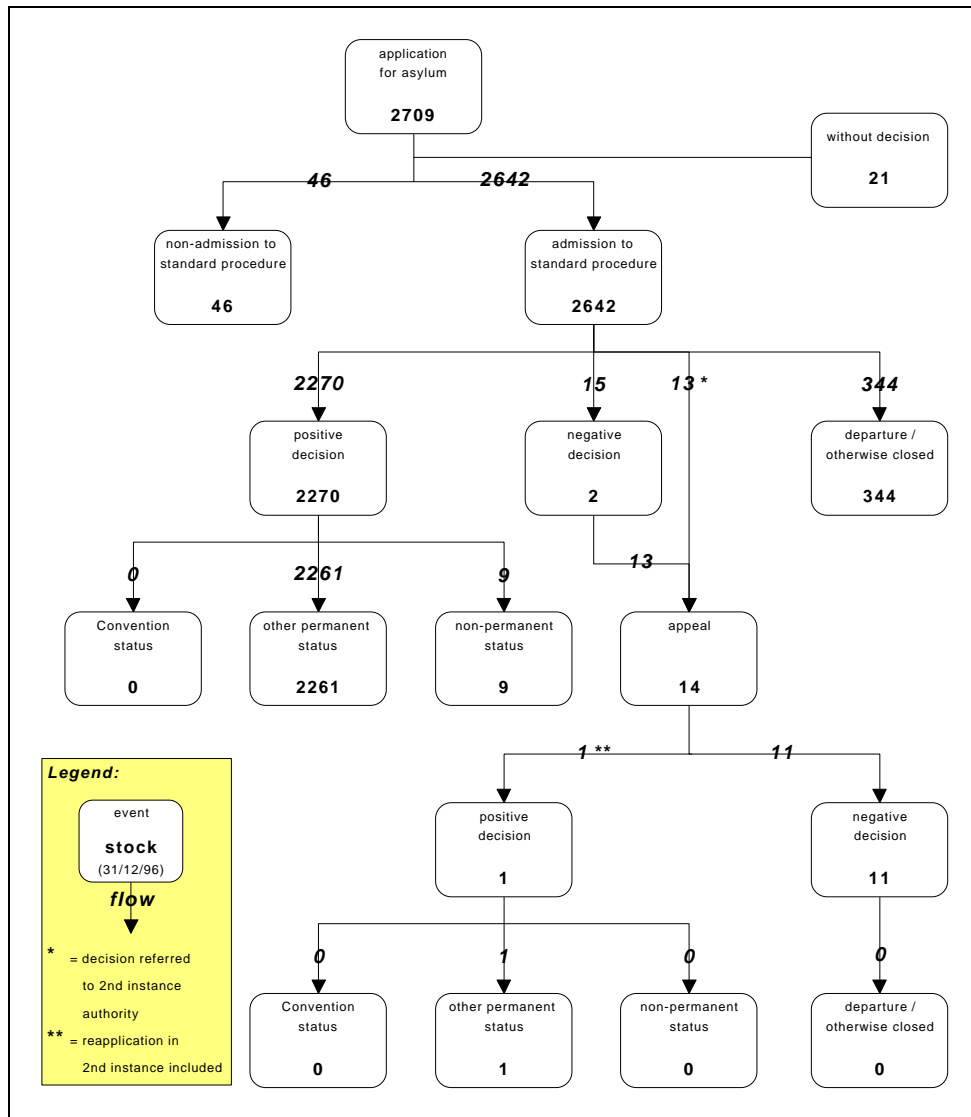 application
for asylum
2709
without decision
21
46
2642
non-admission to
standard procedure
46
admission to
standard procedure
2642
2270
15
13 *
344
positive
decision
2270
negative
decision
2
departure /
otherwise closed
344
13
0
2261
9
Convention
status
0
other permanent
status
2261
non-permanent
status
9
appeal
14
1 **
11
Legend:
event
stock
(31/12/96)
flow
* = decision referred
to 2nd instance
authority
** = reapplication in
2nd instance included
positive
decision
1
negative
decision
11
0
1
0
0
Convention
status
0
other permanent
status
1
non-permanent
status
0
departure /
otherwise closed
0